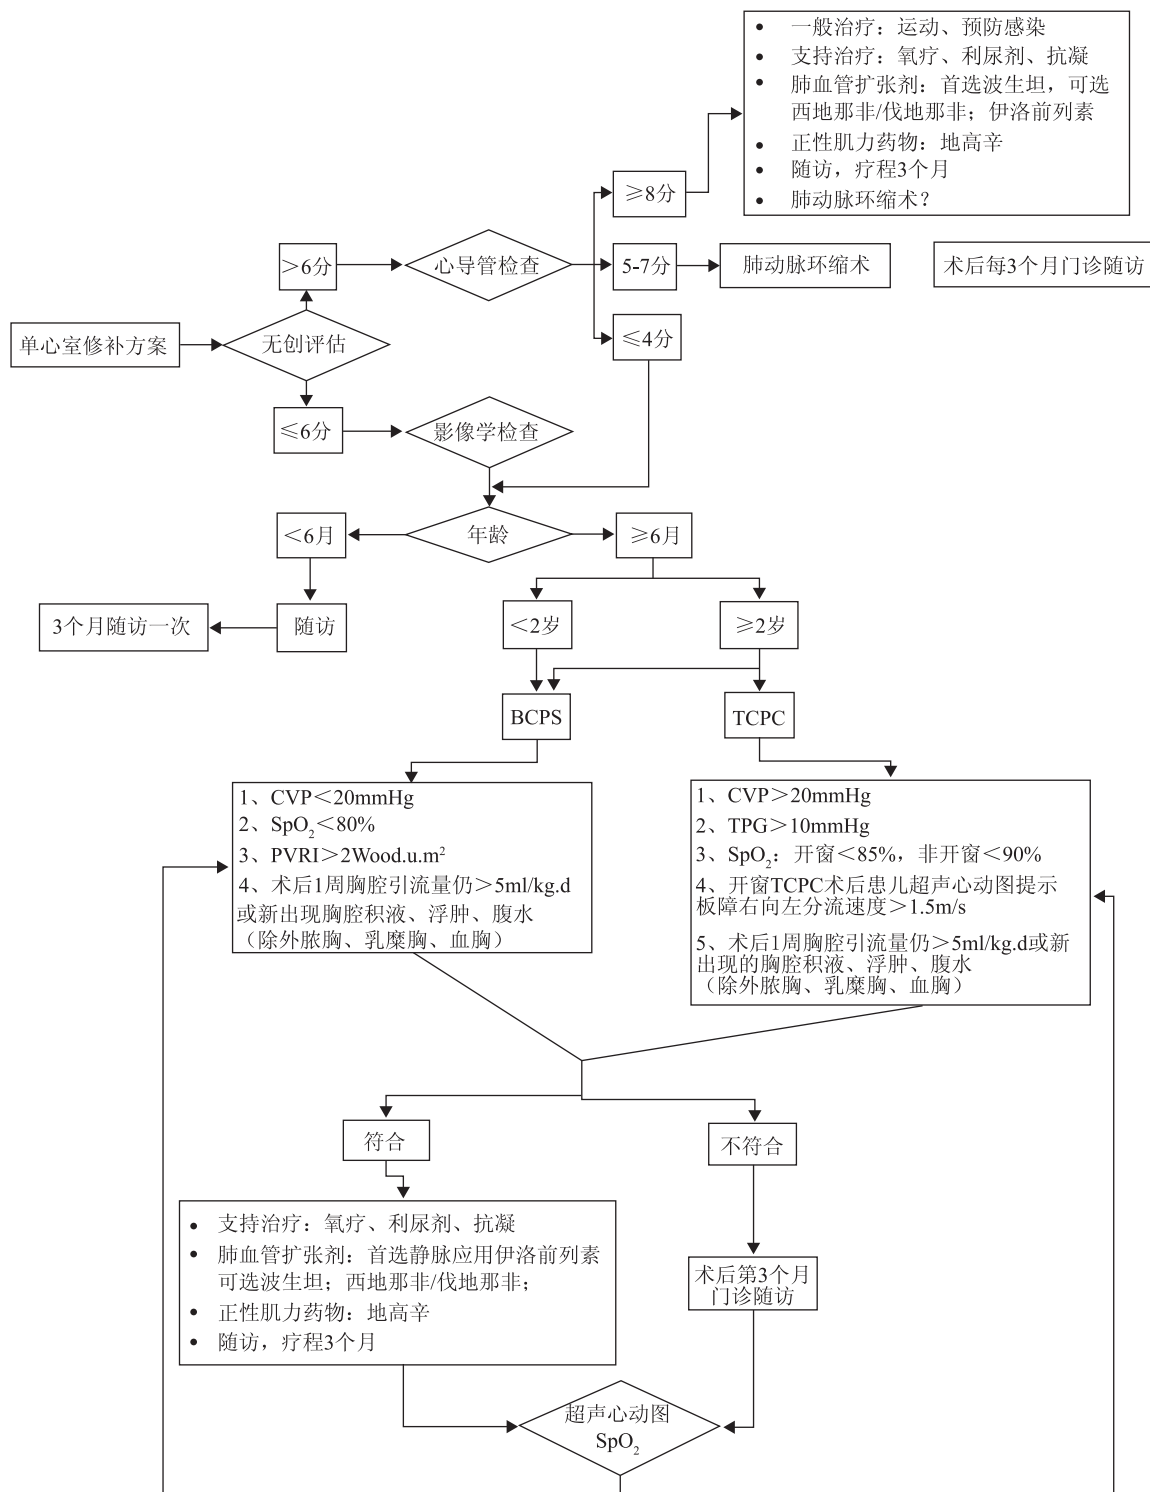 • 一般治疗：运动、预防感染
• 支持治疗：氧疗、利尿剂、抗凝
• 肺血管扩张剂：首选波生坦，可选
西地那非/伐地那非；伊洛前列素
• 正性肌力药物：地高辛
• 随访，疗程3个月
• 肺动脉环缩术？
≥8分
>6分
心导管检查
5-7分
肺动脉环缩术
术后每3个月门诊随访
单心室修补方案
无创评估
≤4分
≤6分
影像学检查
<6月
年龄
≥6月
3个月随访一次
随访
<2岁
≥2岁
BCPS
TCPC
1、CVP<20mmHg
2、SpO₂<80%
3、PVRI>2Wood.u.m²
4、术后1周胸腔引流量仍>5ml/kg.d
或新出现胸腔积液、浮肿、腹水
（除外脓胸、乳糜胸、血胸）
1、CVP>20mmHg
2、TPG>10mmHg
3、SpO₂：开窗<85%，非开窗<90%
4、开窗TCPC术后患儿超声心动图提示
板障右向左分流速度>1.5m/s
5、术后1周胸腔引流量仍>5ml/kg.d或新
出现的胸腔积液、浮肿、腹水
（除外脓胸、乳糜胸、血胸）
符合
不符合
• 支持治疗：氧疗、利尿剂、抗凝
• 肺血管扩张剂：首选静脉应用伊洛前列素
可选波生坦；西地那非/伐地那非；
• 正性肌力药物：地高辛
• 随访，疗程3个月
术后第3个月
门诊随访
超声心动图
SpO₂